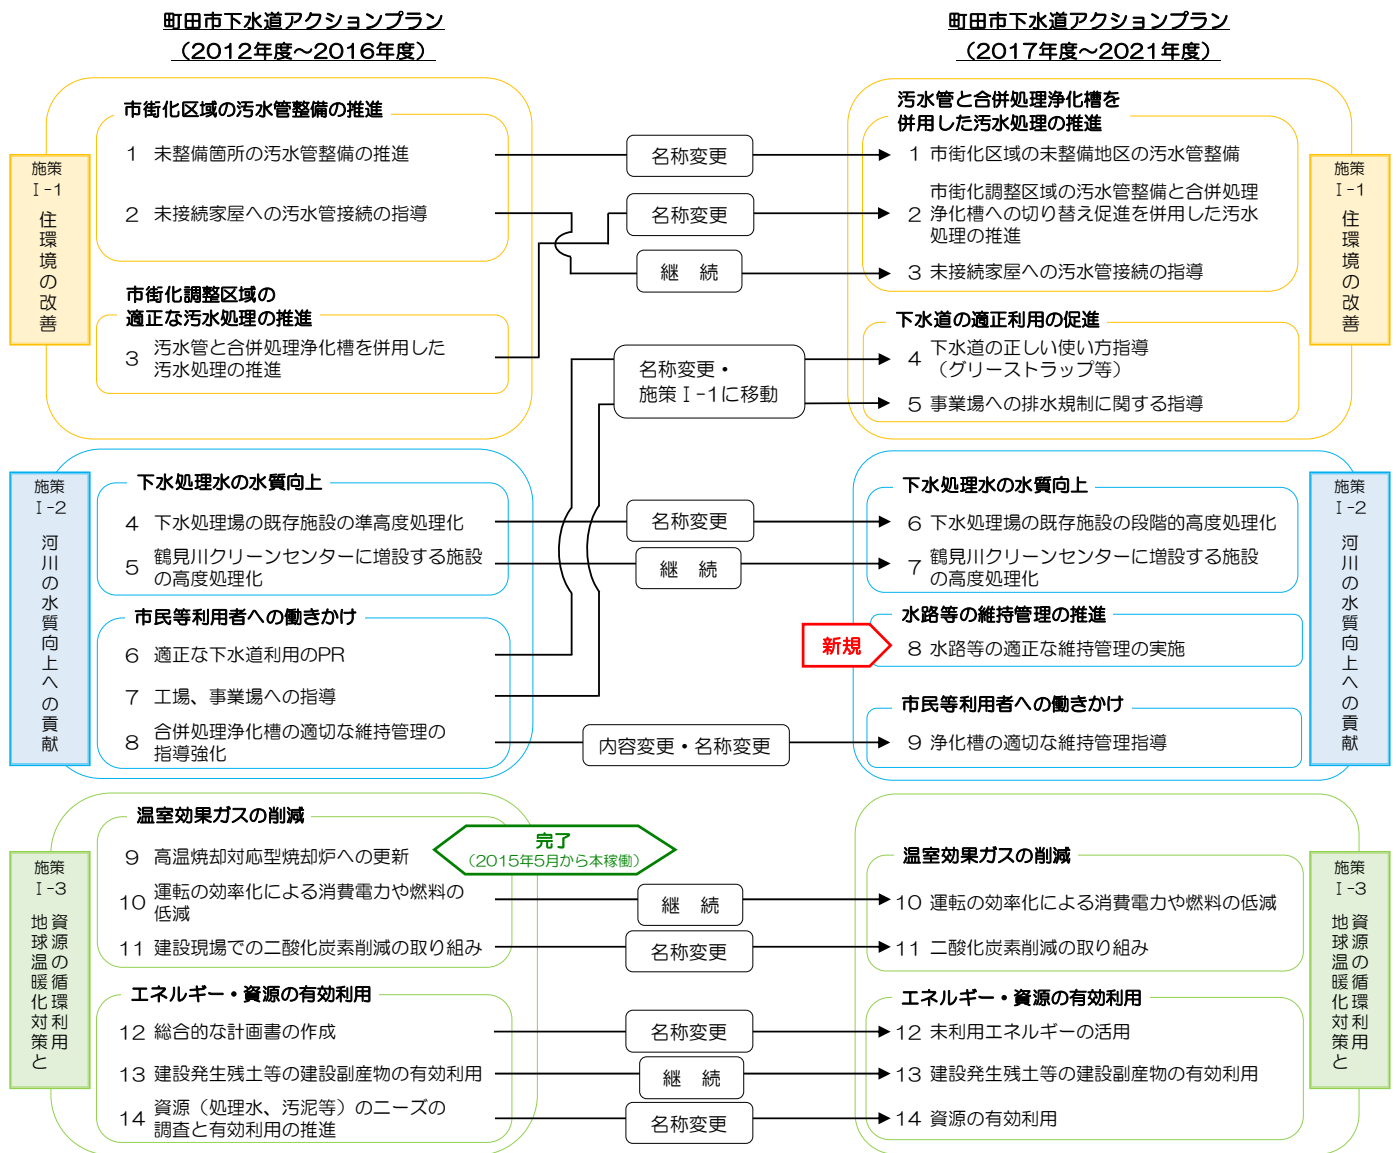 町田市下水道アクションプラン
（2012年度～2016年度）
町田市下水道アクションプラン
（2017年度～2021年度）
施策
Ⅰ-1
住環境の改善
市街化区域の汚水管整備の推進
1 未整備箇所の汚水管整備の推進
2 未接続家屋への汚水管接続の指導
市街化調整区域の
適正な汚水処理の推進
3 汚水管と合併処理浄化槽を併用した
汚水処理の推進
名称変更
名称変更
継 続
名称変更・
施策Ⅰ-1に移動
汚水管と合併処理浄化槽を
併用した汚水処理の推進
1 市街化区域の未整備地区の汚水管整備
2 市街化調整区域の汚水管整備と合併処理
浄化槽への切り替え促進を併用した汚水
処理の推進
3 未接続家屋への汚水管接続の指導
下水道の適正利用の促進
4 下水道の正しい使い方指導
（グリーストラップ等）
5 事業場への排水規制に関する指導
施策
Ⅰ-1
住環境の改善
施策
Ⅰ-2
河川の水質向上への貢献
下水処理水の水質向上
4 下水処理場の既存施設の準高度処理化
5 鶴見川クリーンセンターに増設する施設
の高度処理化
市民等利用者への働きかけ
6 適正な下水道利用のPR
7 工場、事業場への指導
8 合併処理浄化槽の適切な維持管理の
指導強化
名称変更
継 続
内容変更・名称変更
下水処理水の水質向上
6 下水処理場の既存施設の段階的高度処理化
7 鶴見川クリーンセンターに増設する施設
の高度処理化
新規
水路等の維持管理の推進
8 水路等の適正な維持管理の実施
市民等利用者への働きかけ
9 浄化槽の適切な維持管理指導
施策
Ⅰ-2
河川の水質向上への貢献
施策
Ⅰ-3
資源の循環利用
地球温暖化対策と
温室効果ガスの削減
9 高温焼却対応型焼却炉への更新
完了
（2015年5月から本稼働）
10 運転の効率化による消費電力や燃料の
低減
11 建設現場での二酸化炭素削減の取り組み
エネルギー・資源の有効利用
12 総合的な計画書の作成
13 建設発生残土等の建設副産物の有効利用
14 資源（処理水、汚泥等）のニーズの
調査と有効利用の推進
継 続
名称変更
名称変更
継 続
名称変更
温室効果ガスの削減
10 運転の効率化による消費電力や燃料の低減
11 二酸化炭素削減の取り組み
エネルギー・資源の有効利用
12 未利用エネルギーの活用
13 建設発生残土等の建設副産物の有効利用
14 資源の有効利用
施策
Ⅰ-3
資源の循環利用
地球温暖化対策と